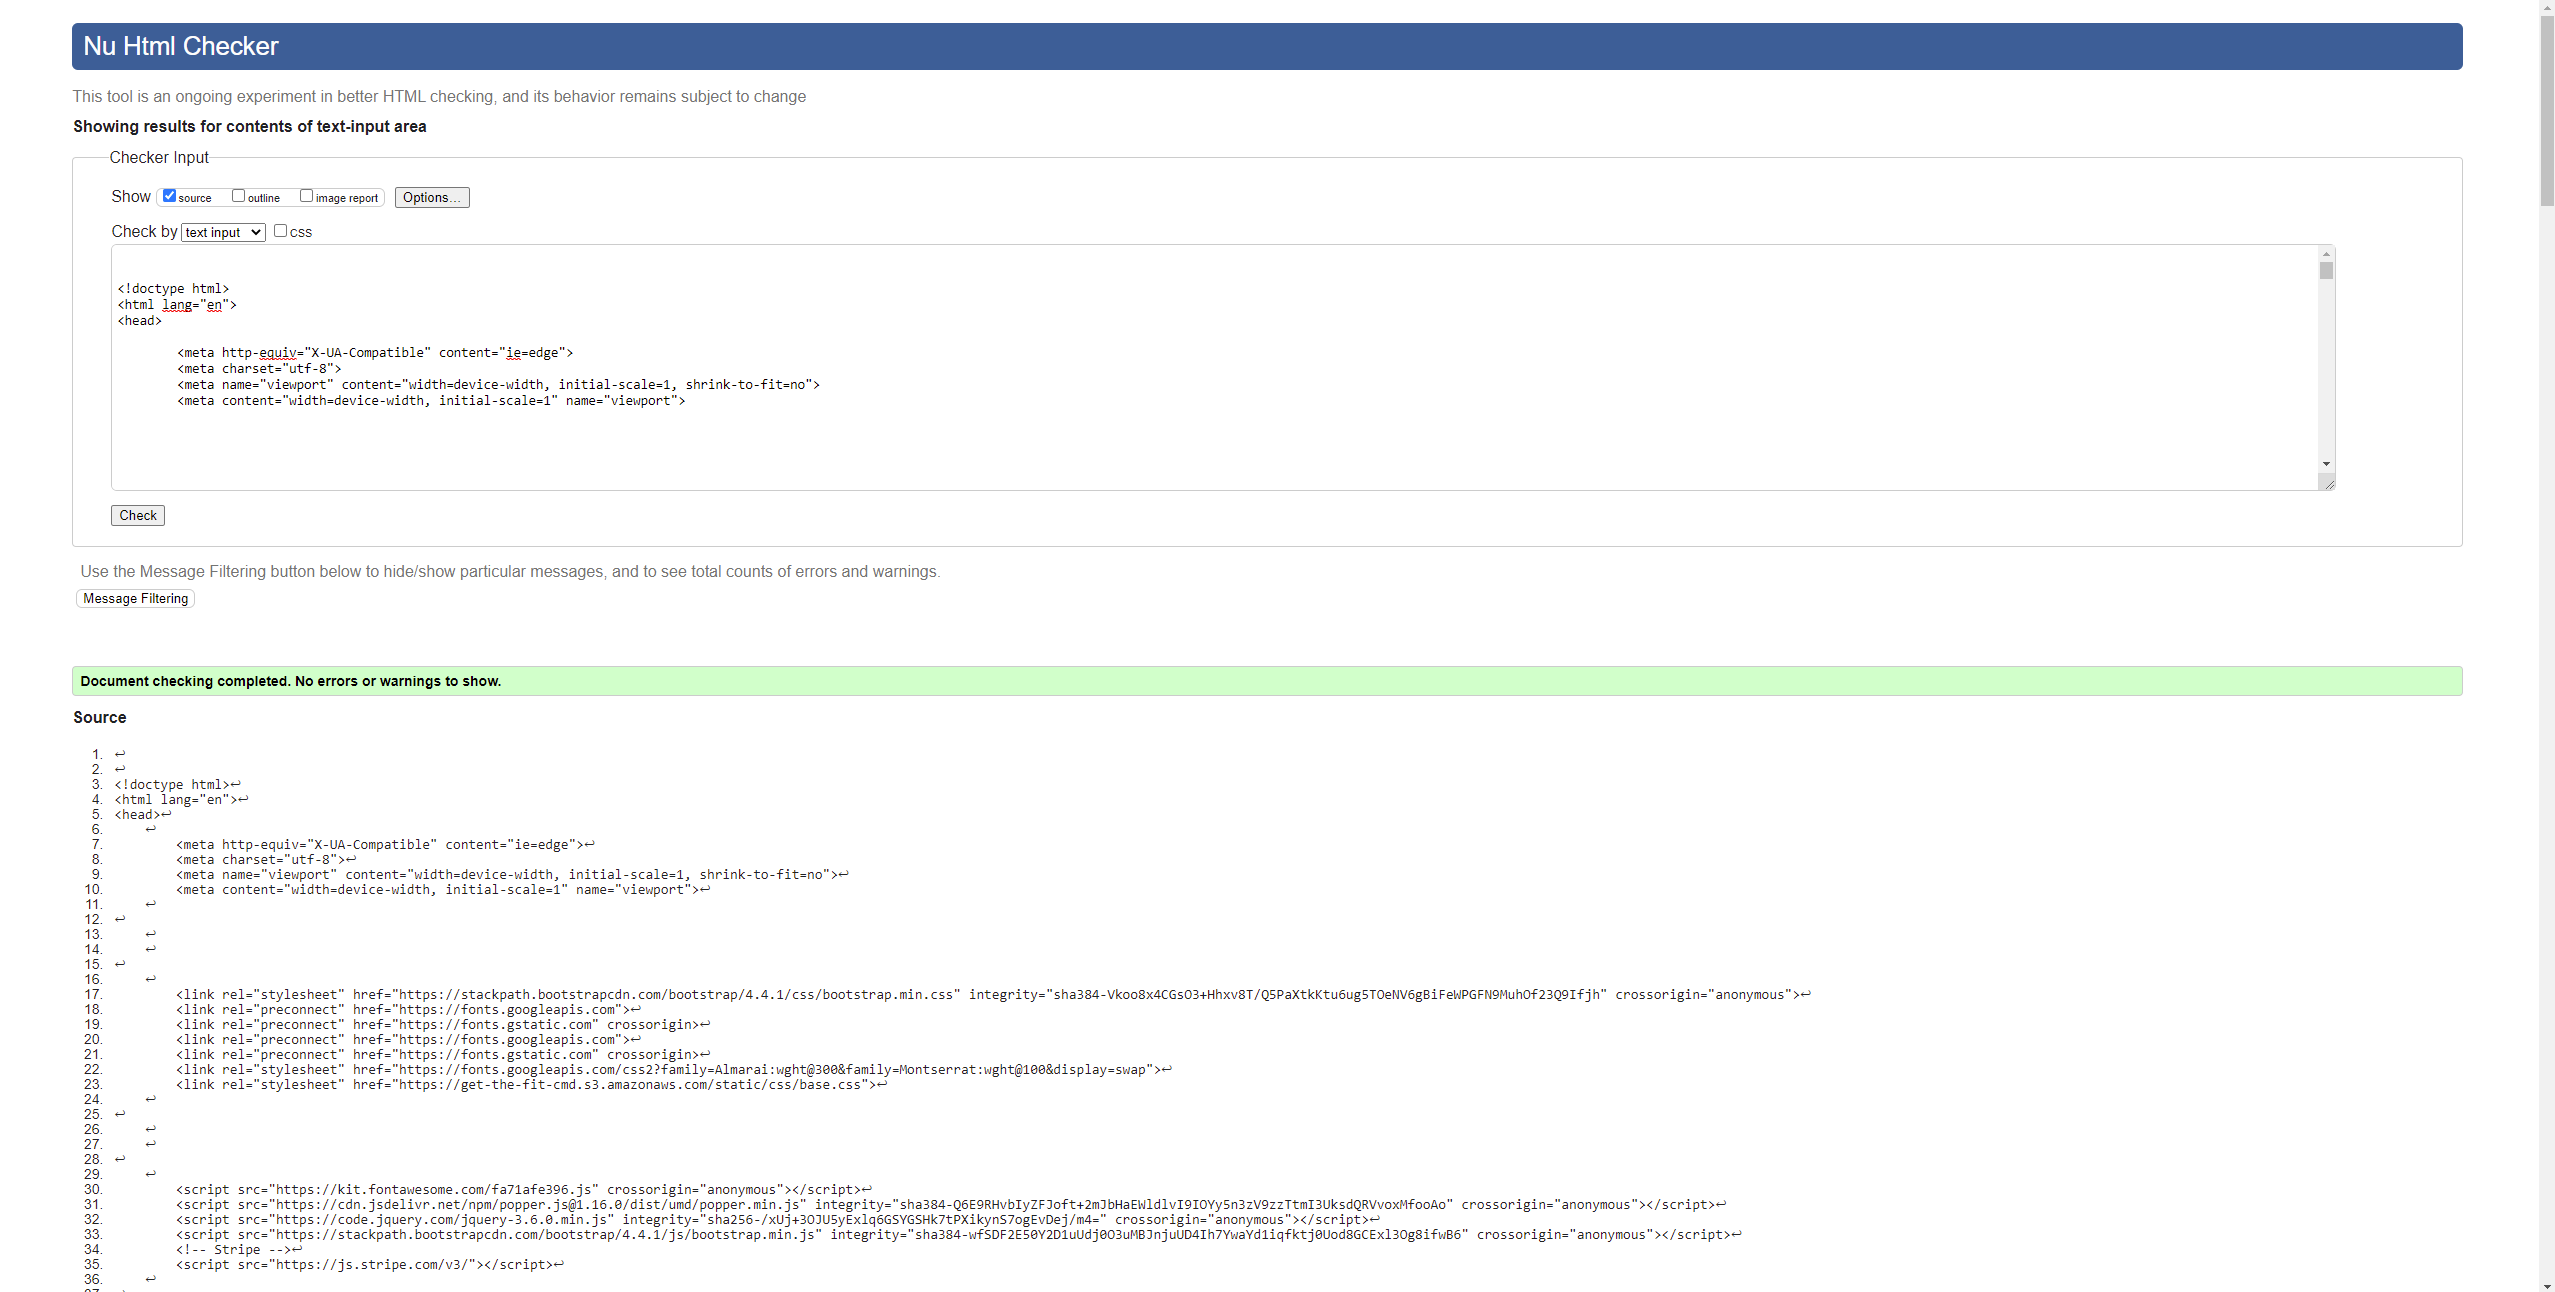 Nu Html Checker
This tool is an ongoing experiment in better HTML checking, and its behavior remains subject to change
Showing results for contents of text-input area
Checker Input
Show source outline image report Options...
Check by text input css
<!doctype html>
<html lang="en">
<head>
<meta http-equiv="X-UA-Compatible" content="ie=edge">
<meta charset="utf-8">
<meta name="viewport" content="width=device-width, initial-scale=1, shrink-to-fit=no">
<meta content="width=device-width, initial-scale=1" name="viewport">
Check
Use the Message Filtering button below to hide/show particular messages, and to see total counts of errors and warnings.
Message Filtering
Document checking completed. No errors or warnings to show.
Source
1. ↩
2. ↩
3. <!doctype html>↩
4. <html lang="en">↩
5. <head>↩
6. ↩
7. <meta http-equiv="X-UA-Compatible" content="ie=edge">↩
8. <meta charset="utf-8">↩
9. <meta name="viewport" content="width=device-width, initial-scale=1, shrink-to-fit=no">↩
10. <meta content="width=device-width, initial-scale=1" name="viewport">↩
11. ↩
12. ↩
13. ↩
14. ↩
15. ↩
16. ↩
17. <link rel="stylesheet" href="https://stackpath.bootstrapcdn.com/bootstrap/4.4.1/css/bootstrap.min.css" integrity="sha384-Vkoo8x4CGsO3+Hhxv8T/Q5PaXtkKtu6ug5TOeNV6gBiFeWPGFN9MuhOf23Q9Ifjh" crossorigin="anonymous">↩
18. <link rel="preconnect" href="https://fonts.googleapis.com">↩
19. <link rel="preconnect" href="https://fonts.gstatic.com" crossorigin>↩
20. <link rel="preconnect" href="https://fonts.googleapis.com">↩
21. <link rel="preconnect" href="https://fonts.gstatic.com" crossorigin>↩
22. <link rel="stylesheet" href="https://fonts.googleapis.com/css2?family=Almarai:wght@300&family=Montserrat:wght@100&display=swap">↩
23. <link rel="stylesheet" href="https://get-the-fit-cmd.s3.amazonaws.com/static/css/base.css">↩
24. ↩
25. ↩
26. ↩
27. ↩
28. ↩
29. ↩
30. <script src="https://kit.fontawesome.com/fa71afe396.js" crossorigin="anonymous"></script>↩
31. <script src="https://cdn.jsdelivr.net/npm/popper.js@1.16.0/dist/umd/popper.min.js" integrity="sha384-Q6E9RHvbIyZFJoft+2mJbHaEWldlvI9IOYy5n3zV9zzTtmI3UksdQRVvoxMfooAo" crossorigin="anonymous"></script>↩
32. <script src="https://code.jquery.com/jquery-3.6.0.min.js" integrity="sha256-/xUj+3OJU5yExlq6GSYGSHk7tPXikynS7ogEvDej/m4=" crossorigin="anonymous"></script>↩
33. <script src="https://stackpath.bootstrapcdn.com/bootstrap/4.4.1/js/bootstrap.min.js" integrity="sha384-wfSDF2E50Y2D1uUdj0O3uMBJnjuUD4Ih7YwaYd1iqfktj0Uod8GCExl3Og8ifwB6" crossorigin="anonymous"></script>↩
34. <!-- Stripe -->↩
35. <script src="https://js.stripe.com/v3/"></script>↩
36. ↩